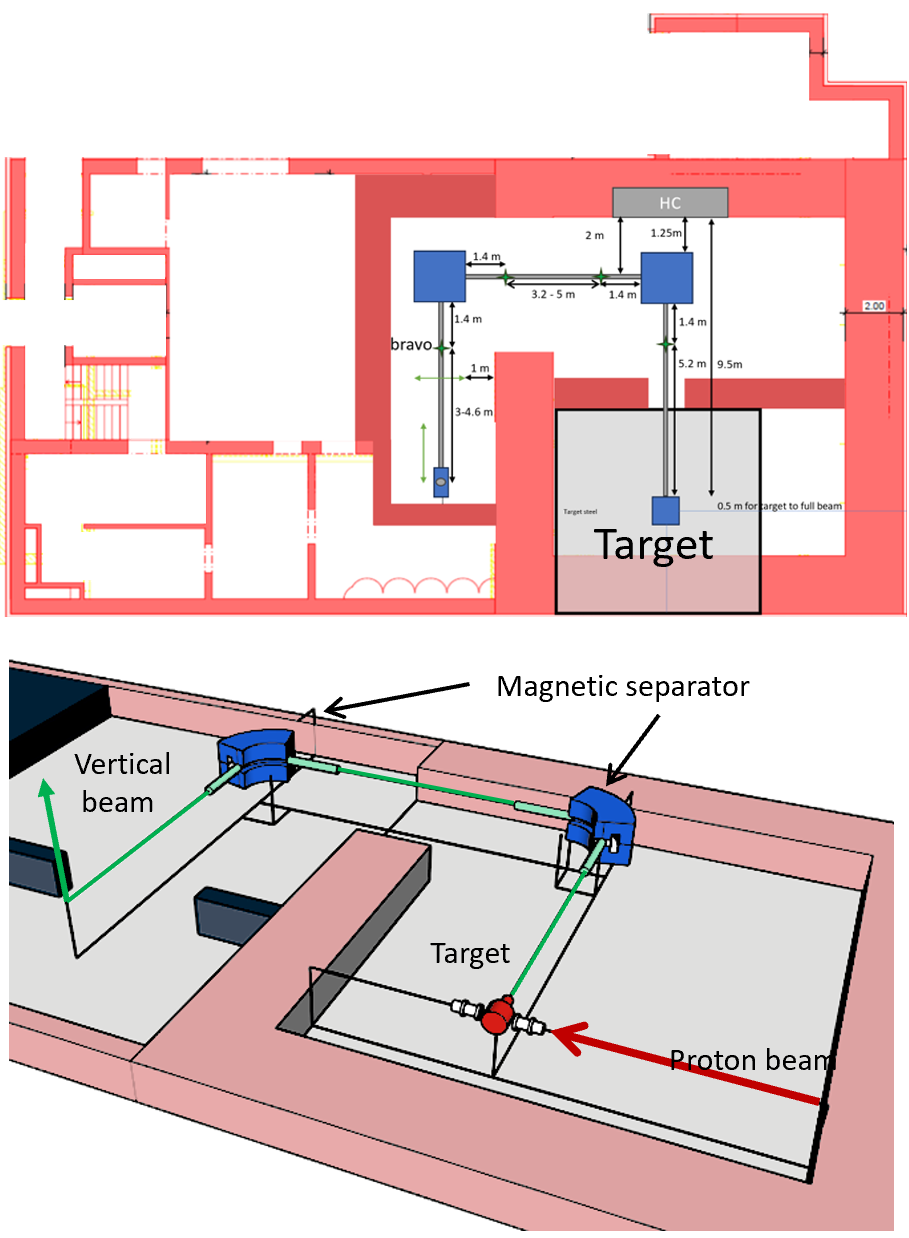 HC
2 m
1.25m
1.4 m
3.2 - 5 m
1.4 m
2.00
1.4 m
1.4 m
bravo
1 m
5.2 m
9.5m
3-4.6 m
0.5 m for target to full beam
Target steel
Target
Magnetic separator
Vertical
beam
Target
Proton beam